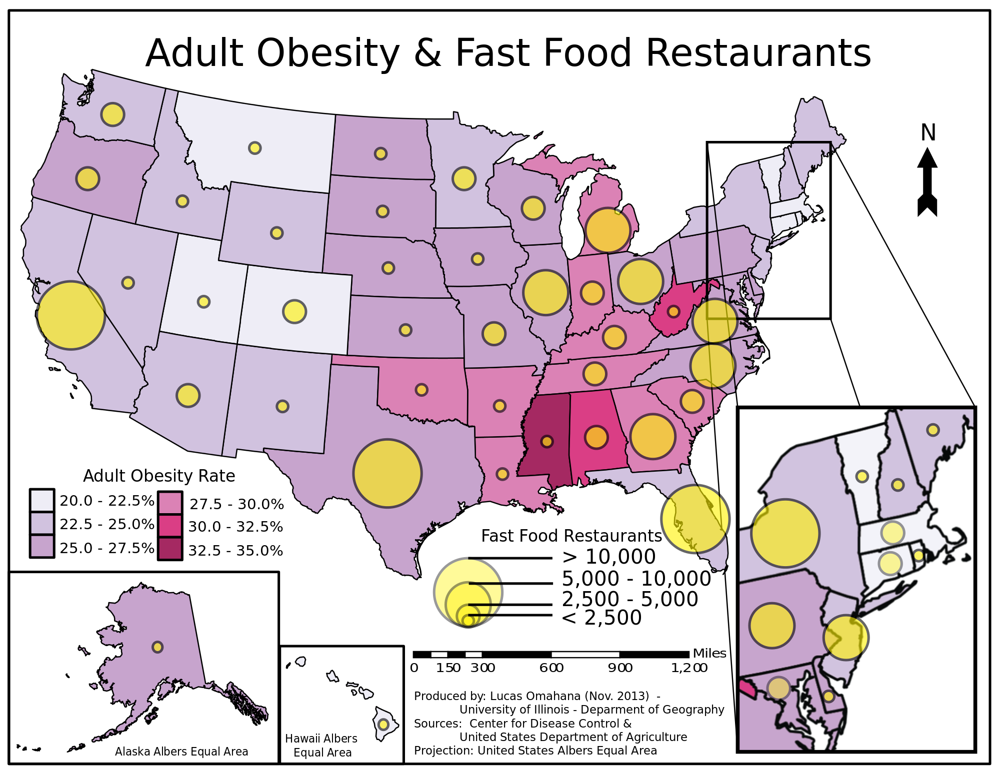 Adult Obesity & Fast Food Restaurants
N
Adult Obesity Rate
20.0 - 22.5%
22.5 - 25.0%
25.0 - 27.5%
27.5 - 30.0%
30.0 - 32.5%
32.5 - 35.0%
Fast Food Restaurants
> 10,000
5,000 - 10,000
2,500 - 5,000
< 2,500
Miles
0 150 300 600 900 1,200
Alaska Albers Equal Area
Hawaii Albers
Equal Area
Produced by: Lucas Omahana (Nov. 2013) -
University of Illinois - Deparment of Geography
Sources: Center for Disease Control &
United States Department of Agriculture
Projection: United States Albers Equal Area